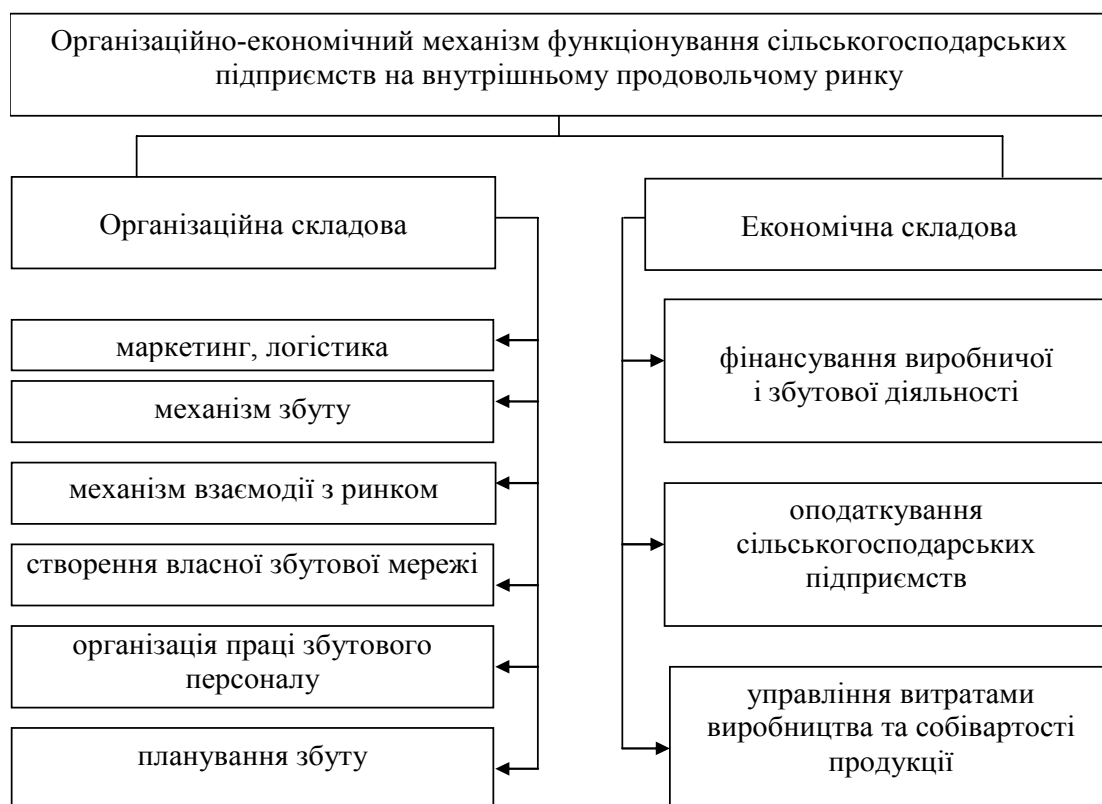 Організаційно-економічний механізм функціонування сільськогосподарських
підприємств на внутрішньому продовольчому ринку
Організаційна складова
маркетинг, логістика
механізм збуту
механізм взаємодії з ринком
створення власної збутової мережі
організація праці збутового
персоналу
планування збуту
Економічна складова
фінансування виробничої
і збутової діяльності
оподаткування
сільськогосподарських
підприємств
управління витратами
виробництва та собівартості
продукції